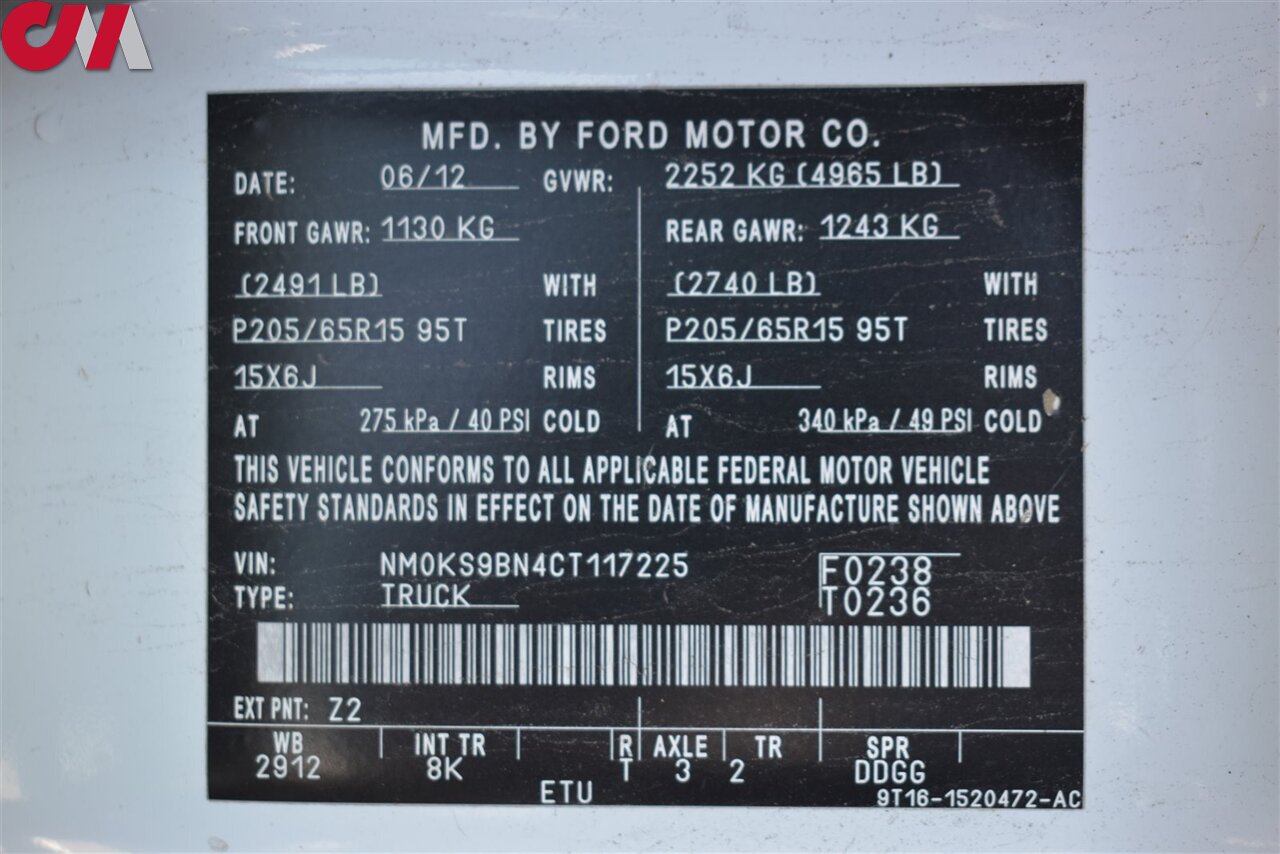 CM
MFD. BY FORD MOTOR CO.
DATE: 06/12 GVWR: 2252 KG (4965 LB)
FRONT GAWR: 1130 KG REAR GAWR: 1243 KG
(2491 LB) WITH (2740 LB) WITH
P205/65R15 95T TIRES P205/65R15 95T TIRES
15X6J RIMS 15X6J RIMS
AT 275 kPa / 40 PSI COLD AT 340 kPa / 49 PSI COLD
THIS VEHICLE CONFORMS TO ALL APPLICABLE FEDERAL MOTOR VEHICLE
SAFETY STANDARDS IN EFFECT ON THE DATE OF MANUFACTURE SHOWN ABOVE
VIN: NM0KS9BN4CT117225 F0238
TYPE: TRUCK T0236
EXT PNT: Z2
WB INT TR R AXLE TR SPR
2912 8K T 3 2 DDGG
ETU 9T16-1520472-AC